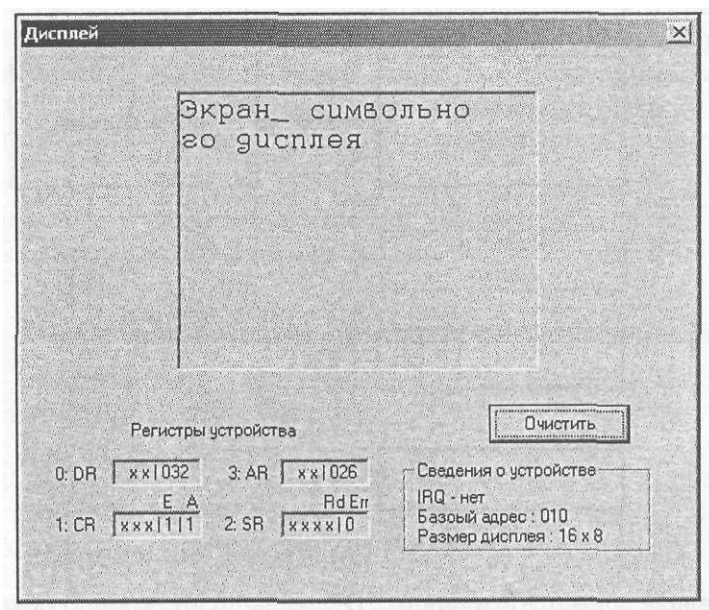 Дисплей
Экран_ символьно
го дисплея
Регистры устройства
Очистить
0: DR xx|032 3: AR xx|026
E A Rd Err
1: CR xxx|1|1 2: SR xxxx|0
Сведения о устройстве
IRQ - нет
Базоый адрес : 010
Размер дисплея : 16 x 8